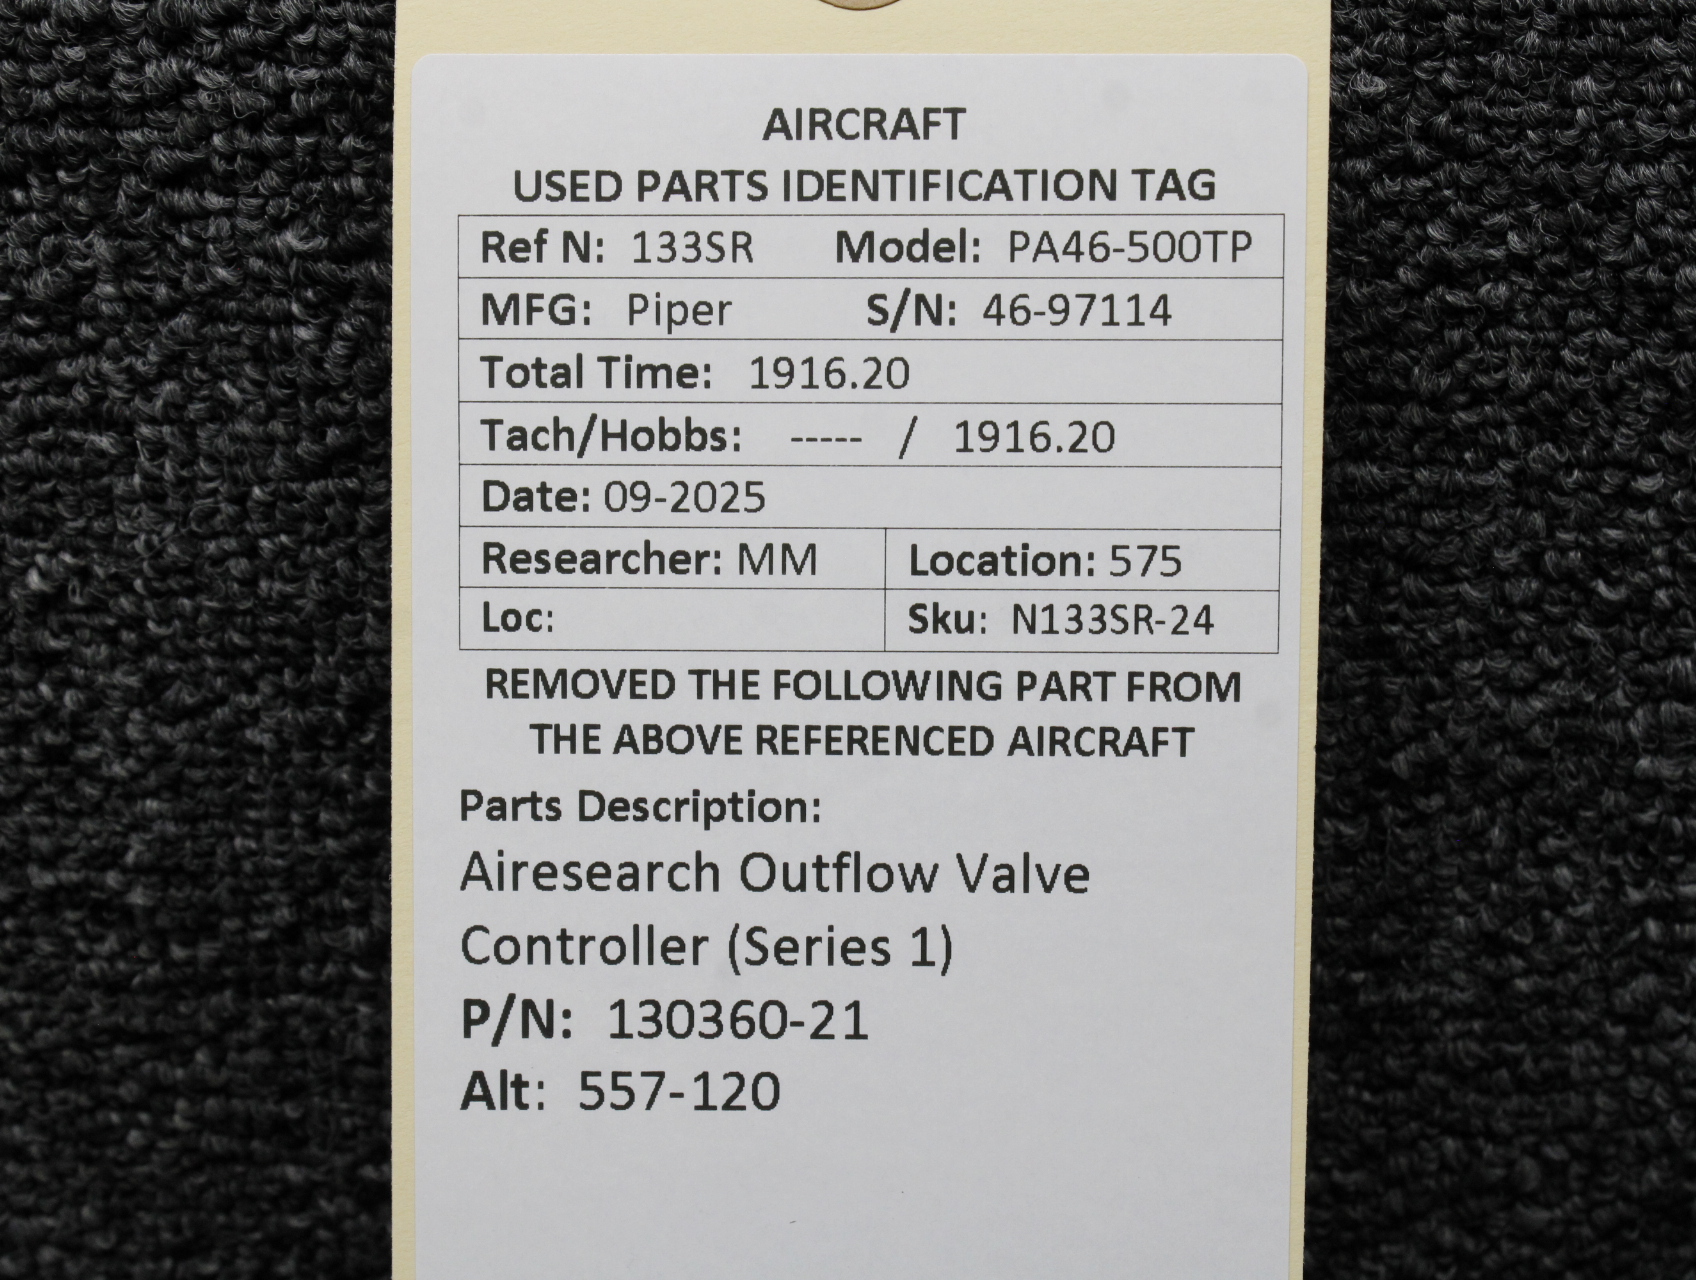 AIRCRAFT
USED PARTS IDENTIFICATION TAG
Ref N: 133SR Model: PA46-500TP
MFG: Piper S/N: 46-97114
Total Time: 1916.20
Tach/Hobbs: ----- / 1916.20
Date: 09-2025
Researcher: MM Location: 575
Loc: Sku: N133SR-24
REMOVED THE FOLLOWING PART FROM
THE ABOVE REFERENCED AIRCRAFT
Parts Description:
Airesearch Outflow Valve
Controller (Series 1)
P/N: 130360-21
Alt: 557-120